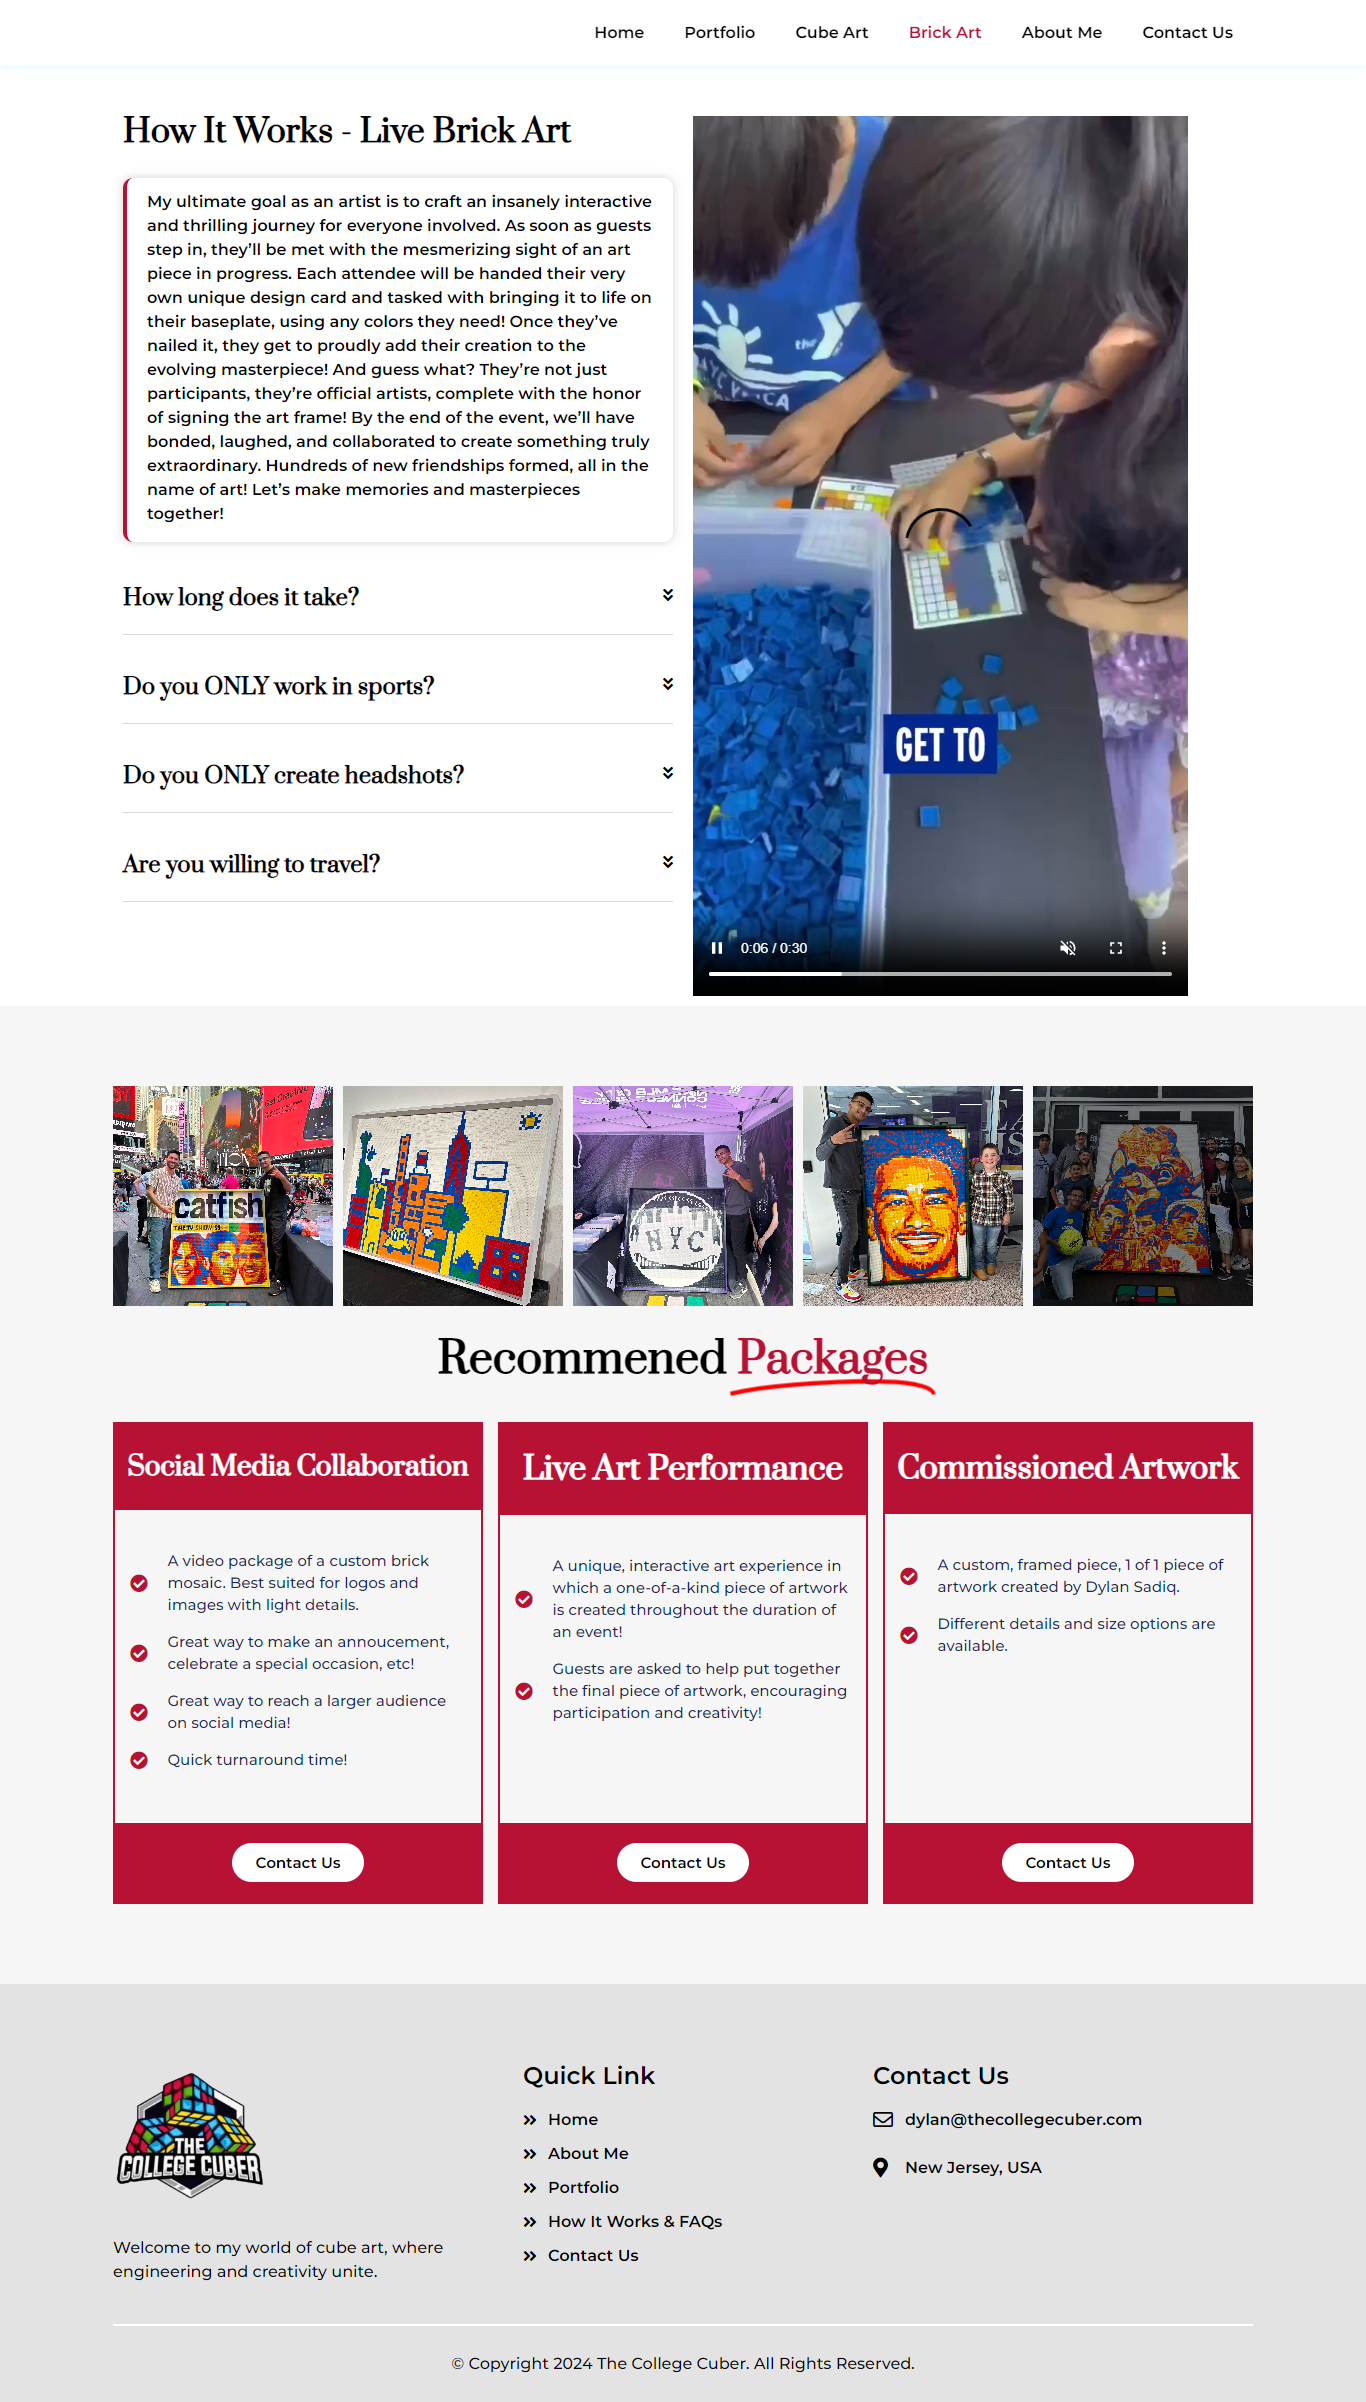 Home Portfolio Cube Art Brick Art About Me Contact Us
How It Works - Live Brick Art
My ultimate goal as an artist is to craft an insanely interactive
and thrilling journey for everyone involved. As soon as guests
step in, they’ll be met with the mesmerizing sight of an art
piece in progress. Each attendee will be handed their very
own unique design card and tasked with bringing it to life on
their baseplate, using any colors they need! Once they’ve
nailed it, they get to proudly add their creation to the
evolving masterpiece! And guess what? They’re not just
participants, they’re official artists, complete with the honor
of signing the art frame! By the end of the event, we’ll have
bonded, laughed, and collaborated to create something truly
extraordinary. Hundreds of new friendships formed, all in the
name of art! Let’s make memories and masterpieces
together!
How long does it take?
Do you ONLY work in sports?
Do you ONLY create headshots?
Are you willing to travel?
the
GET TO
0:06 / 0:30
catfish
NYC
Recommened Packages
Social Media Collaboration
A video package of a custom brick
mosaic. Best suited for logos and
images with light details.
Great way to make an annoucement,
celebrate a special occasion, etc!
Great way to reach a larger audience
on social media!
Quick turnaround time!
Contact Us
Live Art Performance
A unique, interactive art experience in
which a one-of-a-kind piece of artwork
is created throughout the duration of
an event!
Guests are asked to help put together
the final piece of artwork, encouraging
participation and creativity!
Contact Us
Commissioned Artwork
A custom, framed piece, 1 of 1 piece of
artwork created by Dylan Sadiq.
Different details and size options are
available.
Contact Us
THE
COLLEGE CUBER
Welcome to my world of cube art, where
engineering and creativity unite.
Quick Link
Home
About Me
Portfolio
How It Works & FAQs
Contact Us
Contact Us
dylan@thecollegecuber.com
New Jersey, USA
© Copyright 2024 The College Cuber. All Rights Reserved.